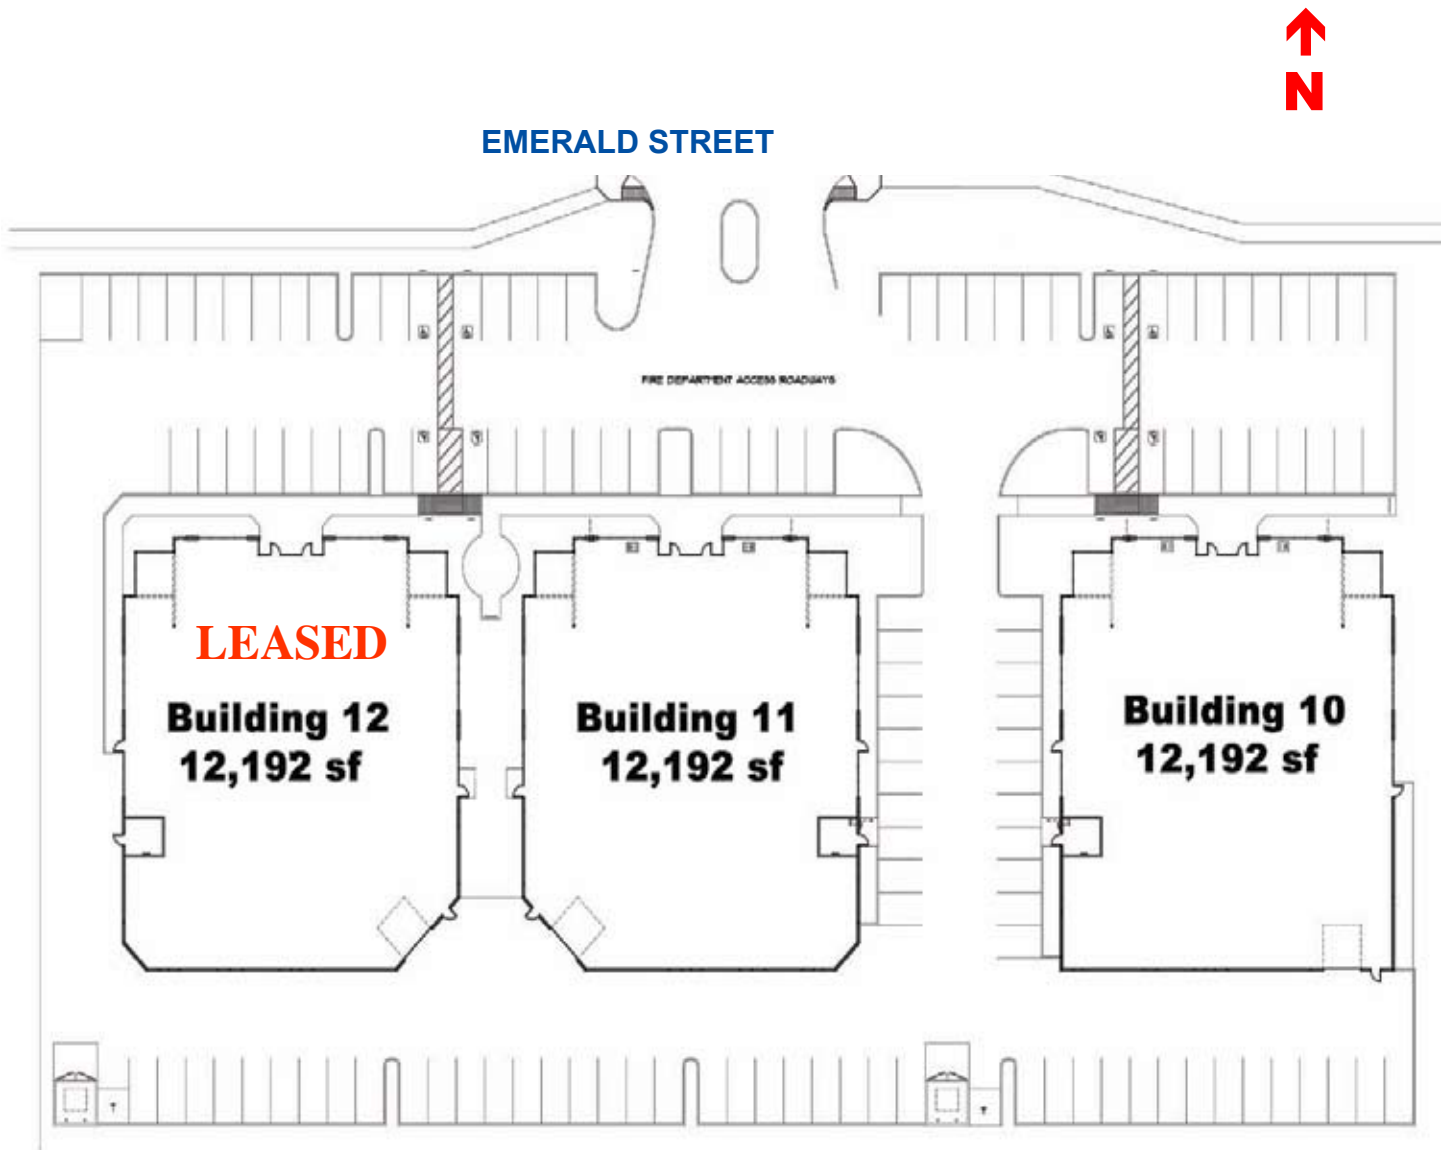 N
EMERALD STREET
FIRE DEPARTMENT ACCESS ROADWAYS
LEASED
Building 12
12,192 sf
Building 11
12,192 sf
Building 10
12,192 sf